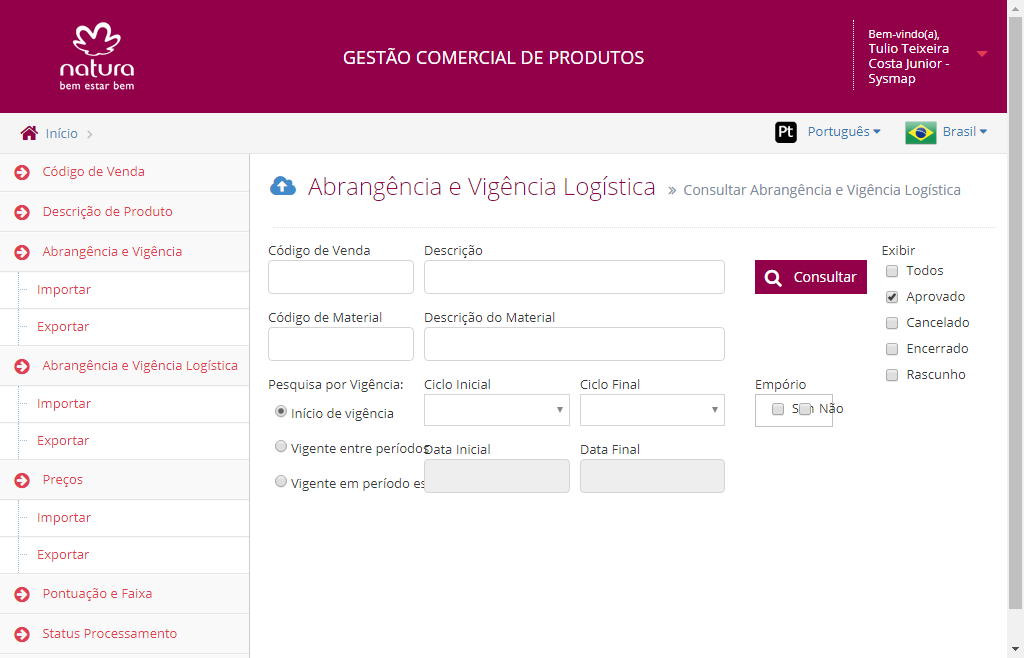 natura
bem estar bem
GESTÃO COMERCIAL DE PRODUTOS
Bem-vindo(a),
Tulio Teixeira
Costa Junior -
Sysmap
Início
Pt Português
Brasil
Código de Venda
Descrição de Produto
Abrangência e Vigência
Importar
Exportar
Abrangência e Vigência Logística
Importar
Exportar
Preços
Importar
Exportar
Pontuação e Faixa
Status Processamento
Abrangência e Vigência Logística » Consultar Abrangência e Vigência Logística
Código de Venda
Descrição
Consultar
Exibir
Todos
Aprovado
Cancelado
Encerrado
Rascunho
Código de Material
Descrição do Material
Pesquisa por Vigência:
Início de vigência
Vigente entre períodos
Vigente em período es
Ciclo Inicial
Ciclo Final
Data Inicial
Data Final
Empório
Não